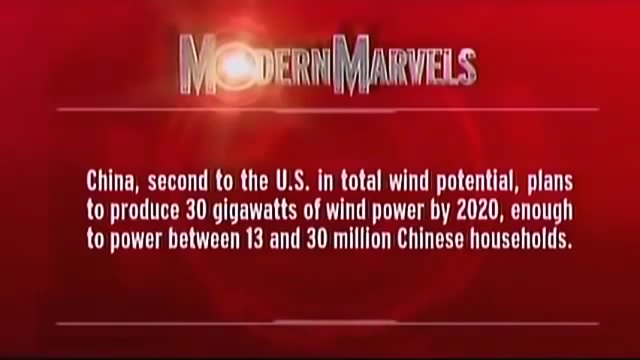 MODERN MARVELS
China, second to the U.S. in total wind potential, plans
to produce 30 gigawatts of wind power by 2020, enough
to power between 13 and 30 million Chinese households.